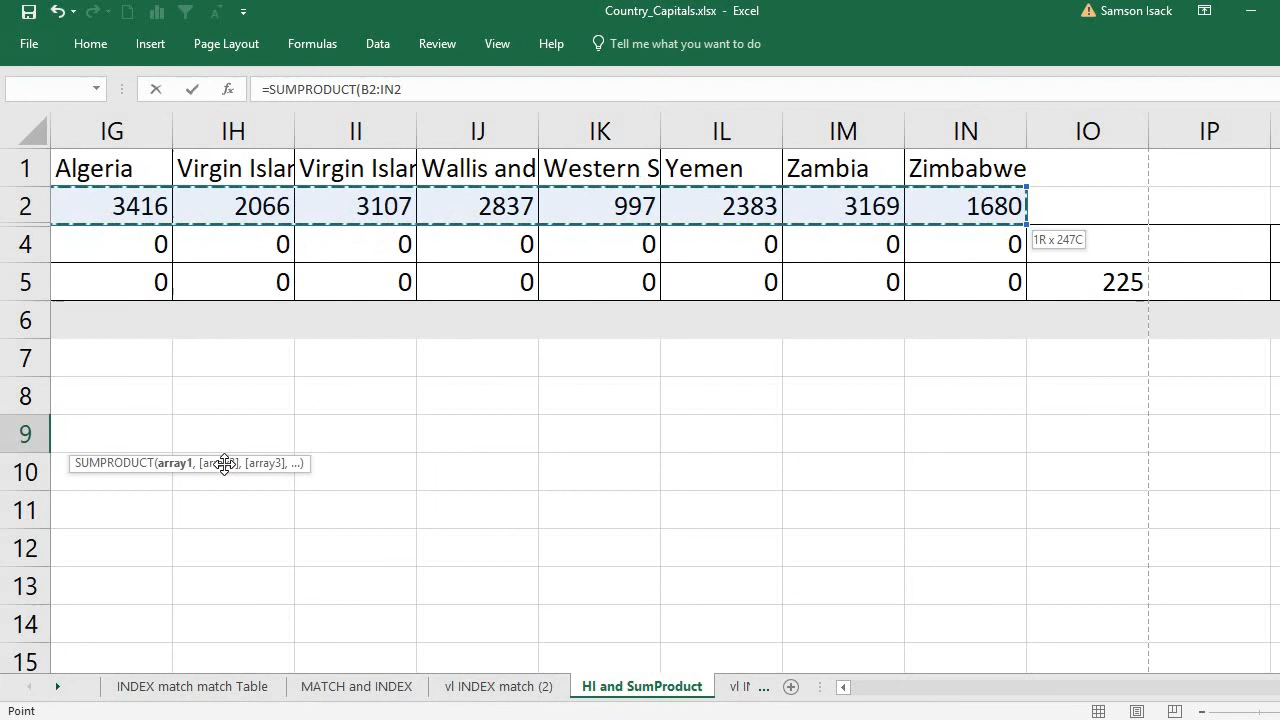 Country_Capitals.xlsx - Excel
Samson Isack
File Home Insert Page Layout Formulas Data Review View Help Tell me what you want to do
fx =SUMPRODUCT(B2:IN2
IG IH II IJ IK IL IM IN IO IP
1 Algeria Virgin Islar Virgin Islar Wallis and Western S Yemen Zambia Zimbabwe
2 3416 2066 3107 2837 997 2383 3169 1680
1R x 247C
4 0 0 0 0 0 0 0 0
5 0 0 0 0 0 0 0 0 225
6
7
8
9
SUMPRODUCT(array1, [array2], [array3], ...)
10
11
12
13
14
15
INDEX match match Table MATCH and INDEX vl INDEX match (2) HI and SumProduct vl II ...
Point